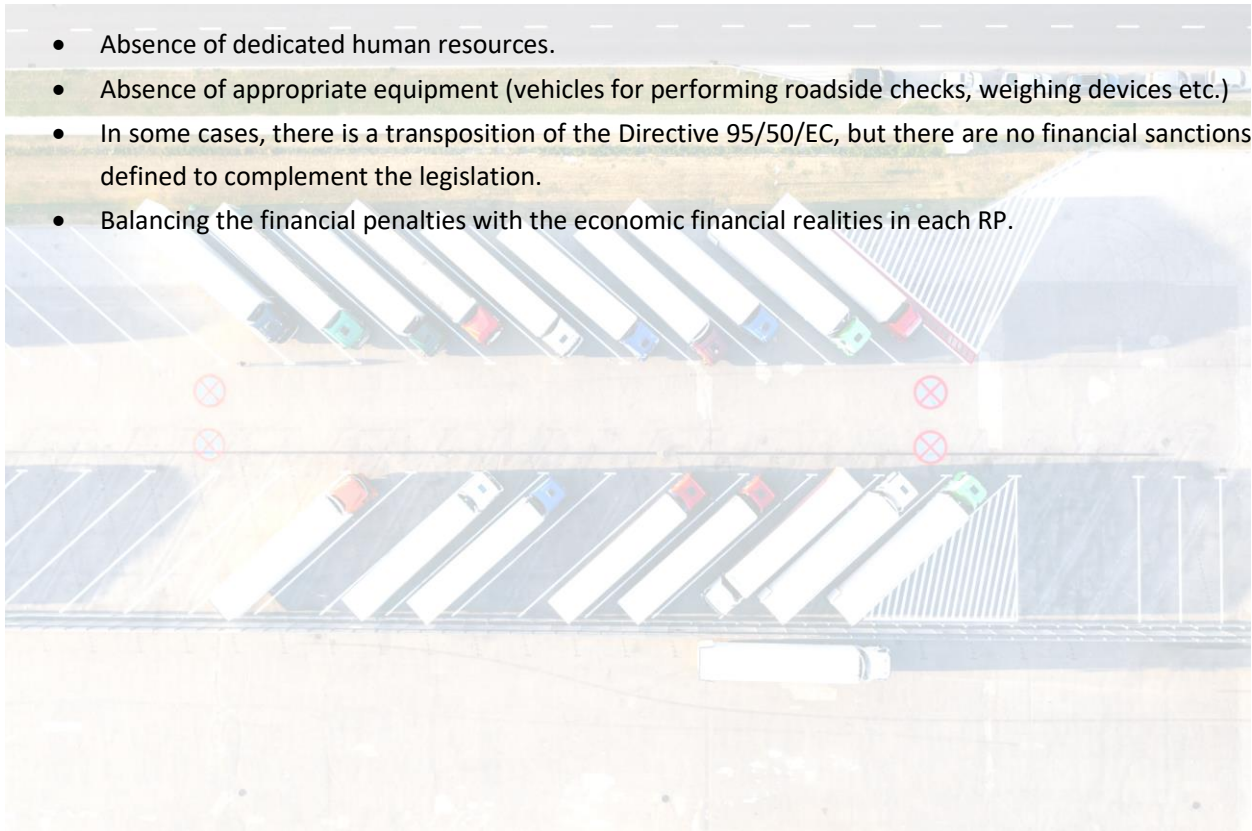 • Absence of dedicated human resources.
• Absence of appropriate equipment (vehicles for performing roadside checks, weighing devices etc.)
• In some cases, there is a transposition of the Directive 95/50/EC, but there are no financial sanctions
defined to complement the legislation.
• Balancing the financial penalties with the economic financial realities in each RP.